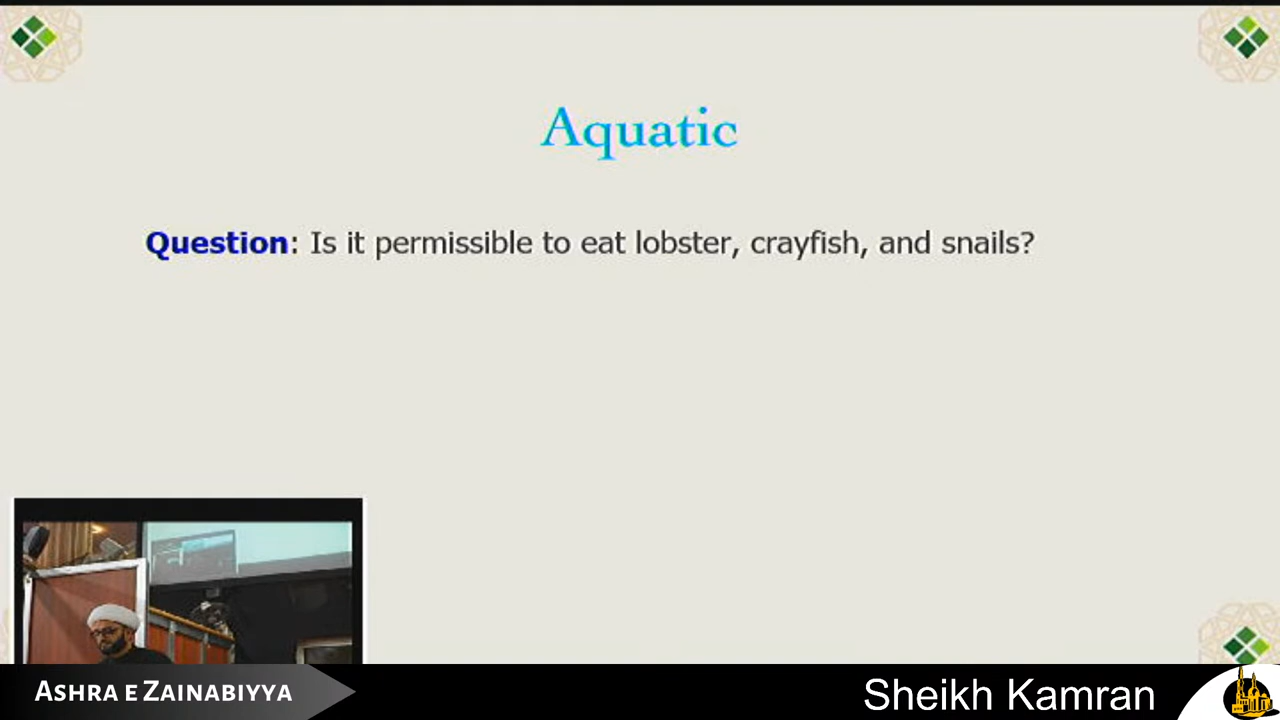 Aquatic
Question: Is it permissible to eat lobster, crayfish, and snails?
Ashra e Zainabiyya
Sheikh Kamran